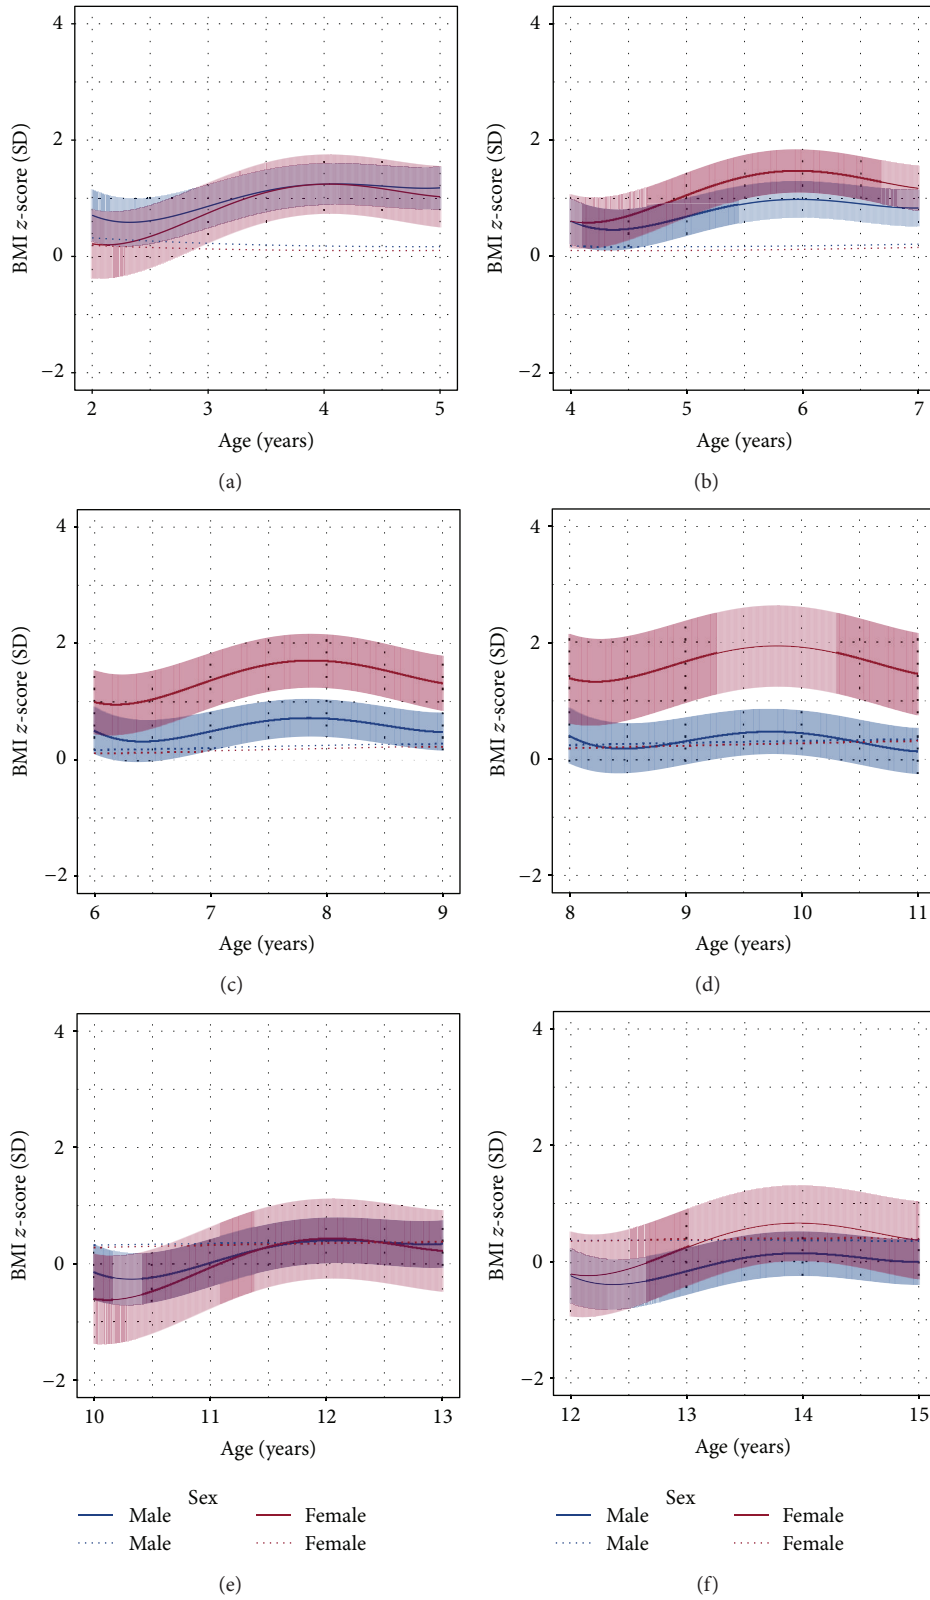 4
2
0
−2
BMI z-score (SD)
2 3 4 5
Age (years)
(a)
4
2
0
−2
BMI z-score (SD)
4 5 6 7
Age (years)
(b)
4
2
0
−2
BMI z-score (SD)
6 7 8 9
Age (years)
(c)
4
2
0
−2
BMI z-score (SD)
8 9 10 11
Age (years)
(d)
4
2
0
−2
BMI z-score (SD)
10 11 12 13
Age (years)
Sex
Male Female
Male Female
(e)
4
2
0
−2
BMI z-score (SD)
12 13 14 15
Age (years)
Sex
Male Female
Male Female
(f)